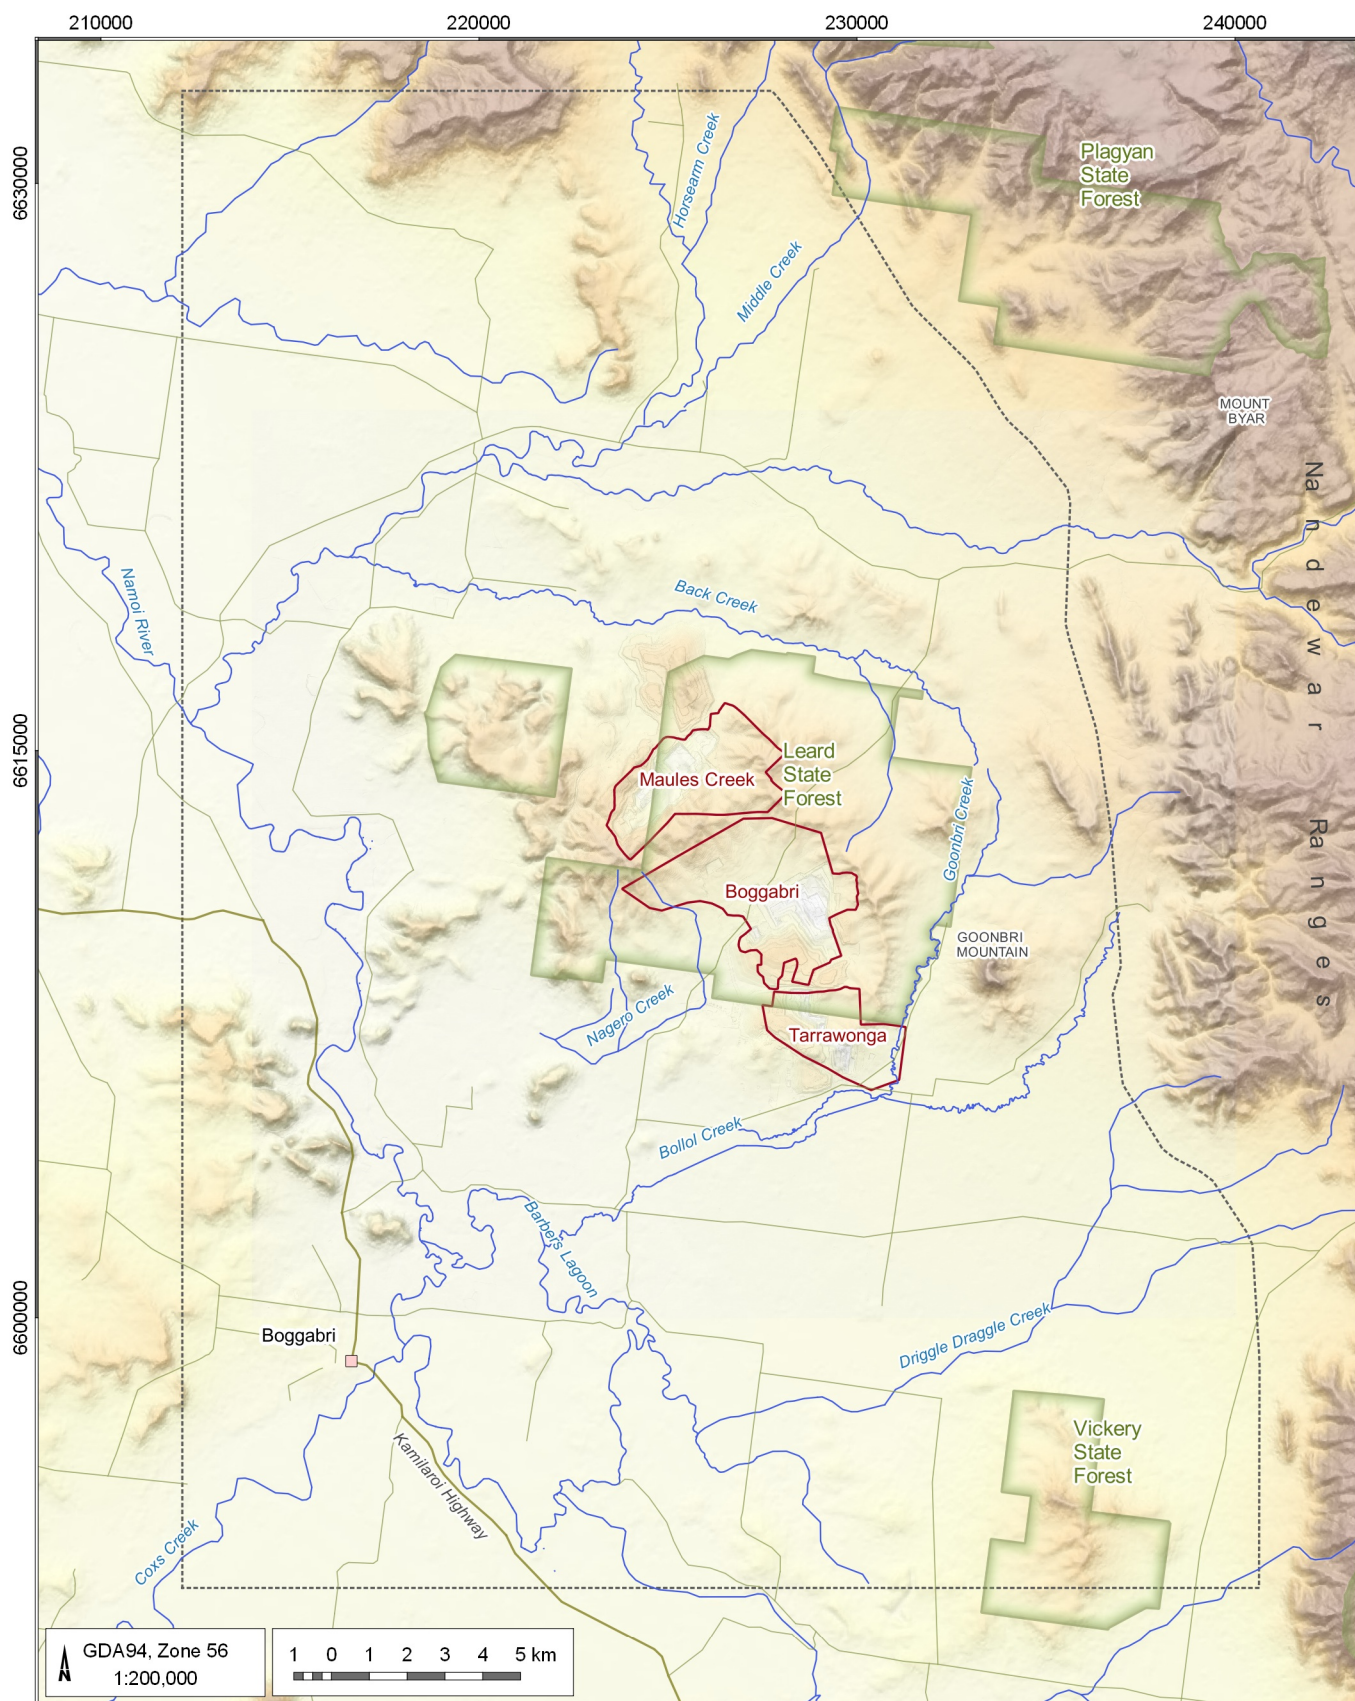 210000
220000
230000
240000
6630000
6615000
6600000
Horsearm Creek
Middle Creek
Plagyan
State
Forest
MOUNT
BYAR
Nandewar Ranges
Namoi River
Back Creek
Maules Creek
Leard
State
Forest
Goonbri Creek
Boggabri
GOONBRI
MOUNTAIN
Nagero Creek
Tarrawonga
Bollol Creek
Barbers Lagoon
Boggabri
Driggle Draggle Creek
Kamilaroi Highway
Vickery
State
Forest
Coxs Creek
N
GDA94, Zone 56
1:200,000
1 0 1 2 3 4 5 km